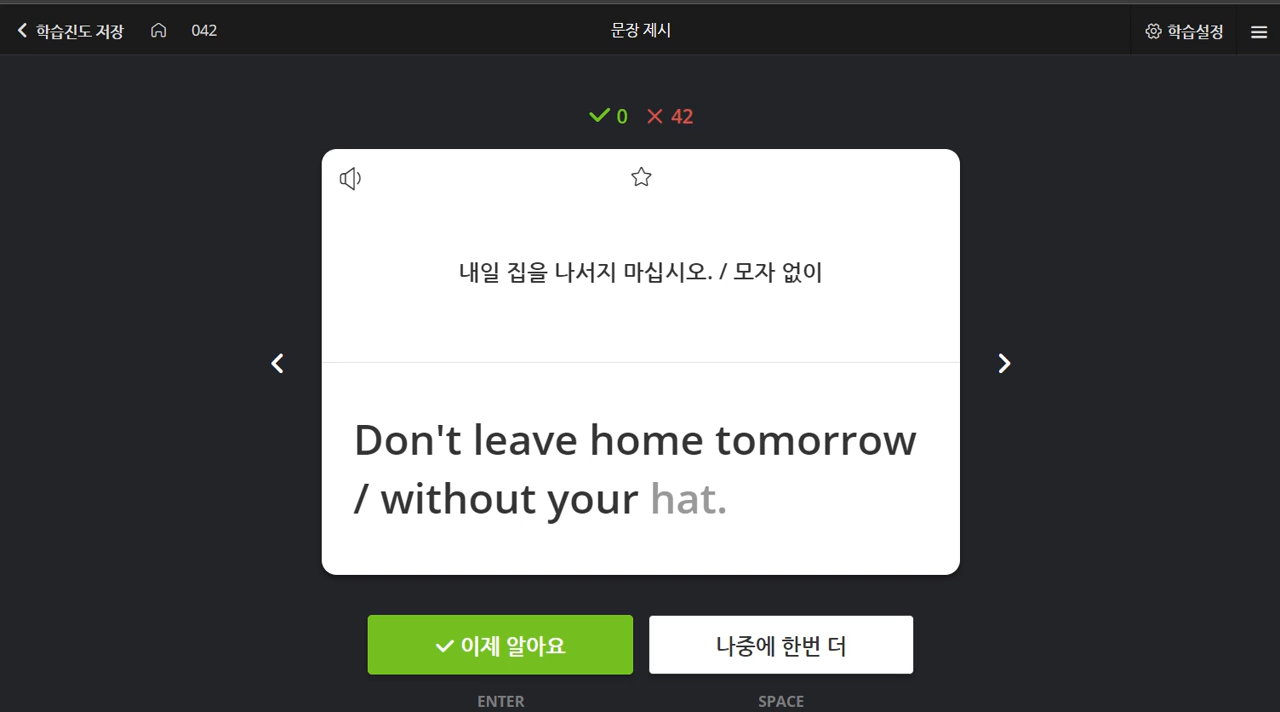 학습진도 저장 042 문장 제시 학습설정
0 42
내일 집을 나서지 마십시오. / 모자 없이
Don't leave home tomorrow
/ without your hat.
이제 알아요 나중에 한번 더
ENTER SPACE